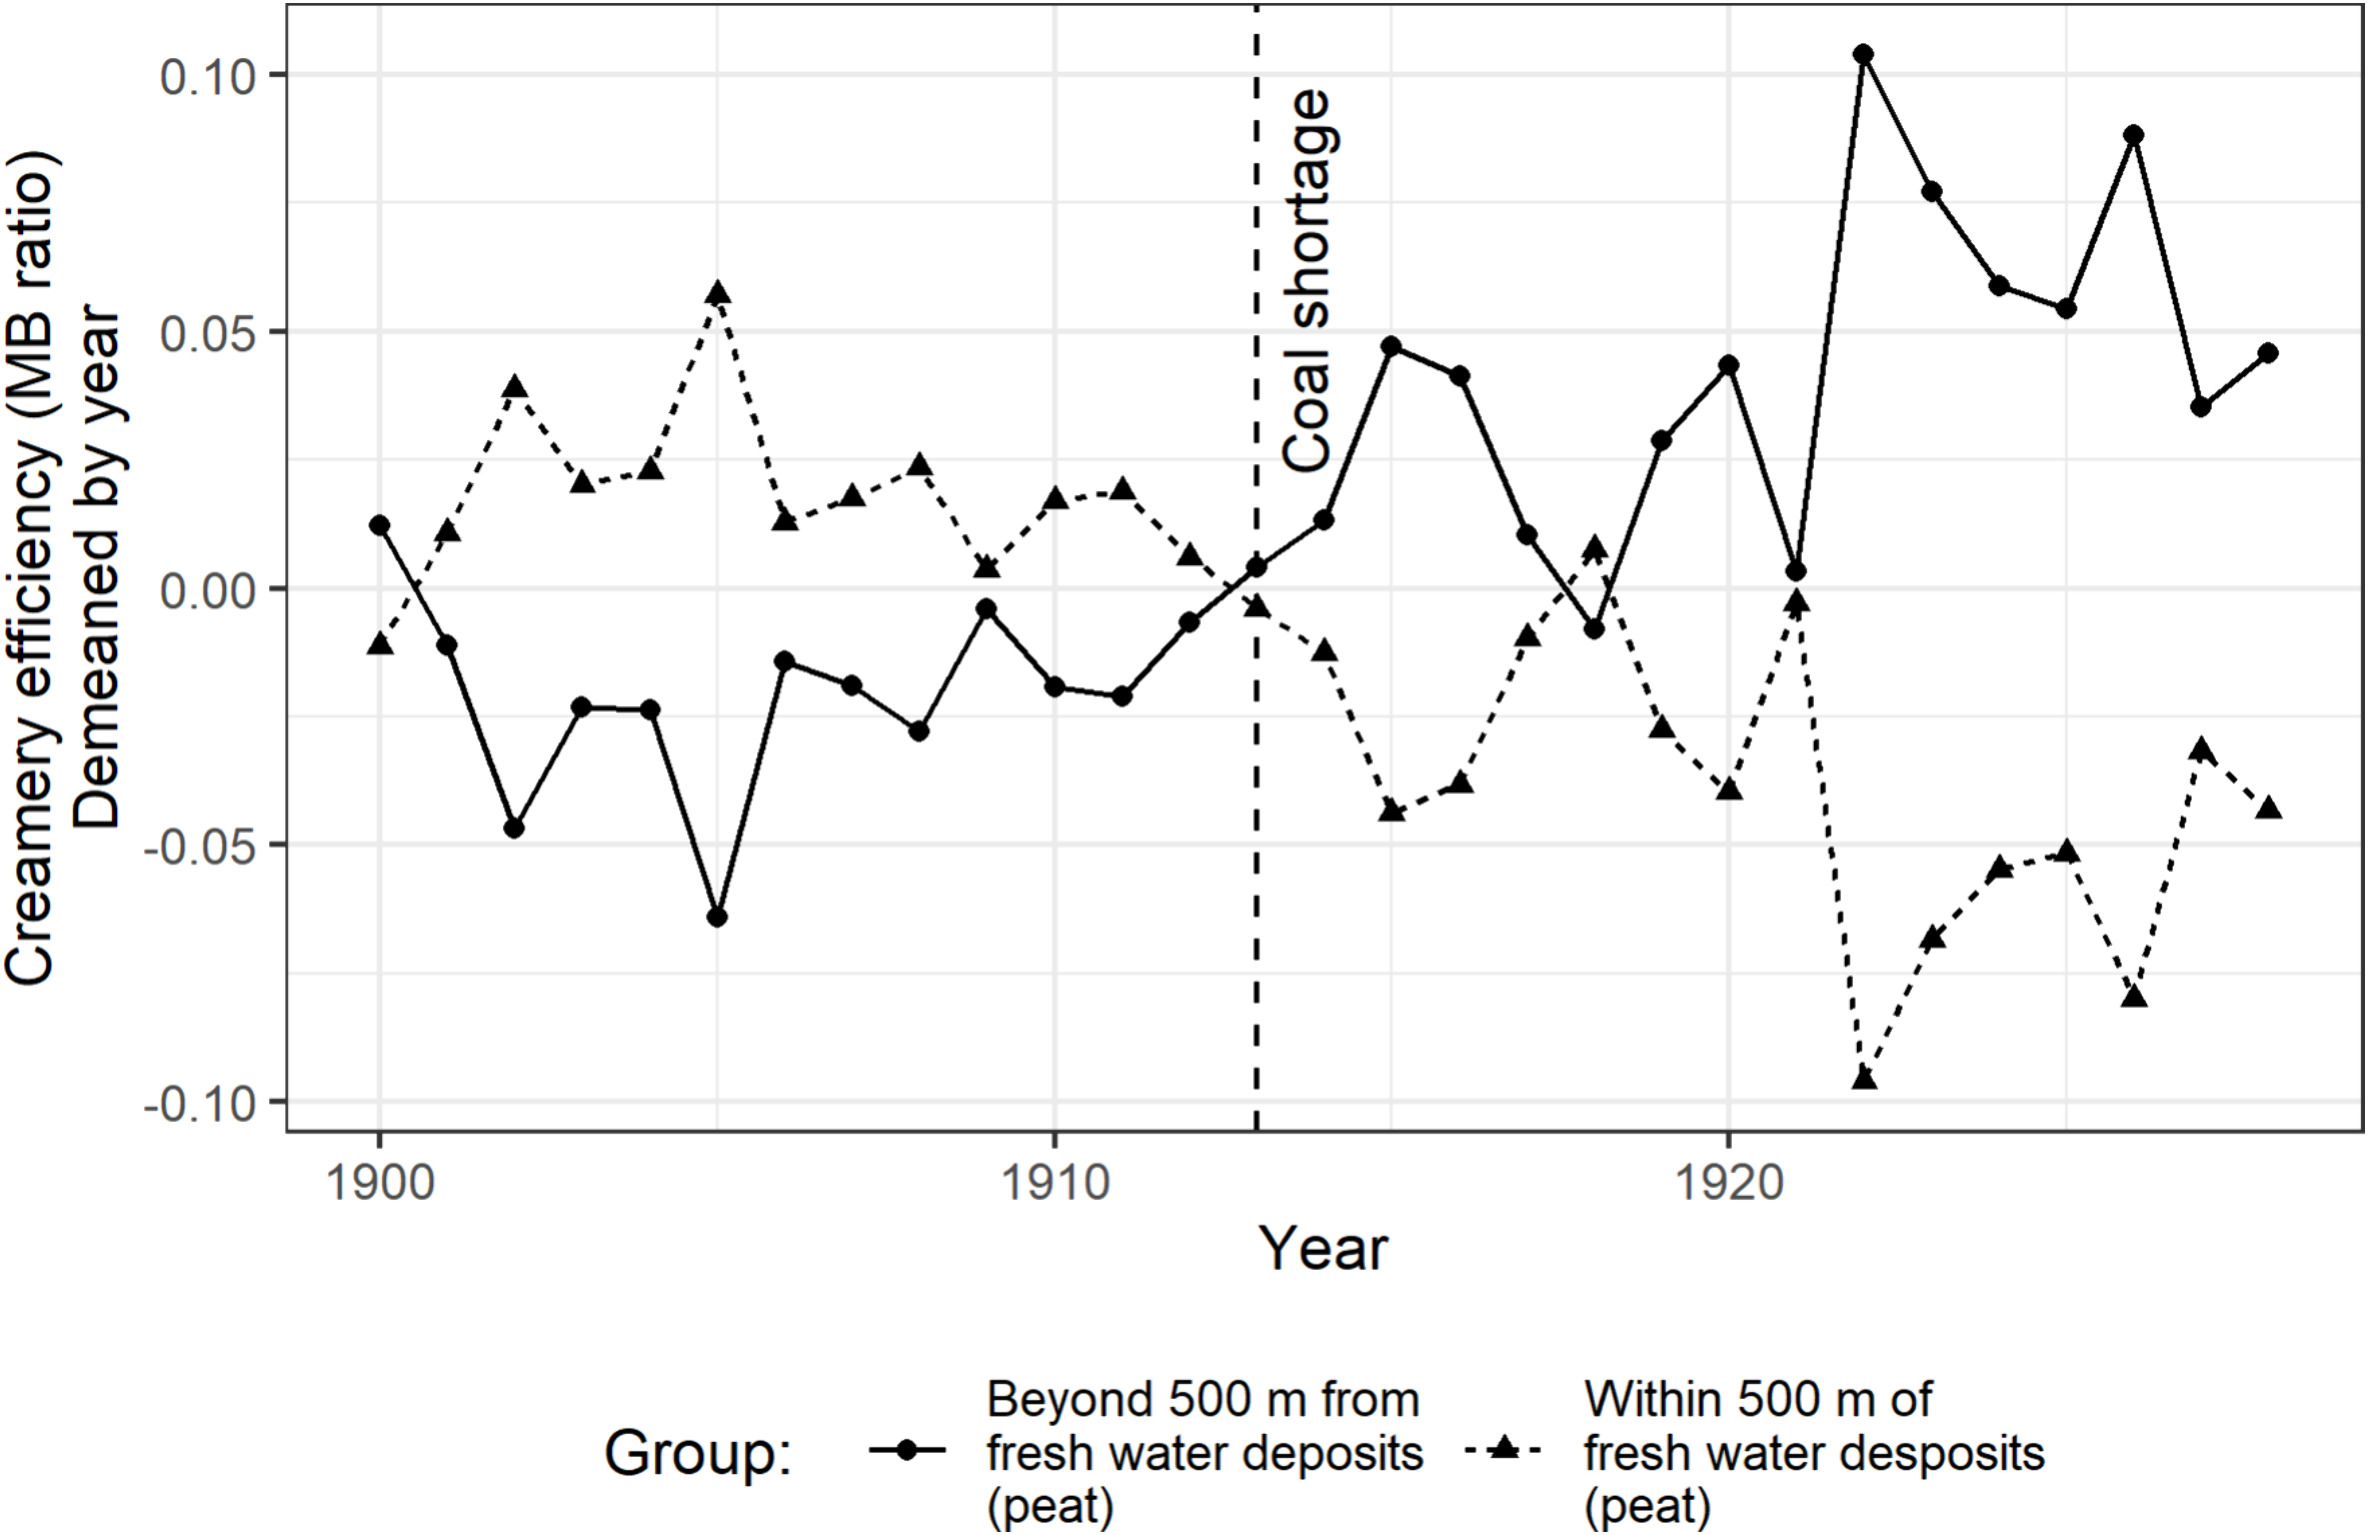 Creamery efficiency (MB ratio)
Demeaned by year
0.10
0.05
0.00
-0.05
-0.10
Coal shortage
1900
1910
1920
Year
Group:
Beyond 500 m from
fresh water deposits
(peat)
Within 500 m of
fresh water desposits
(peat)